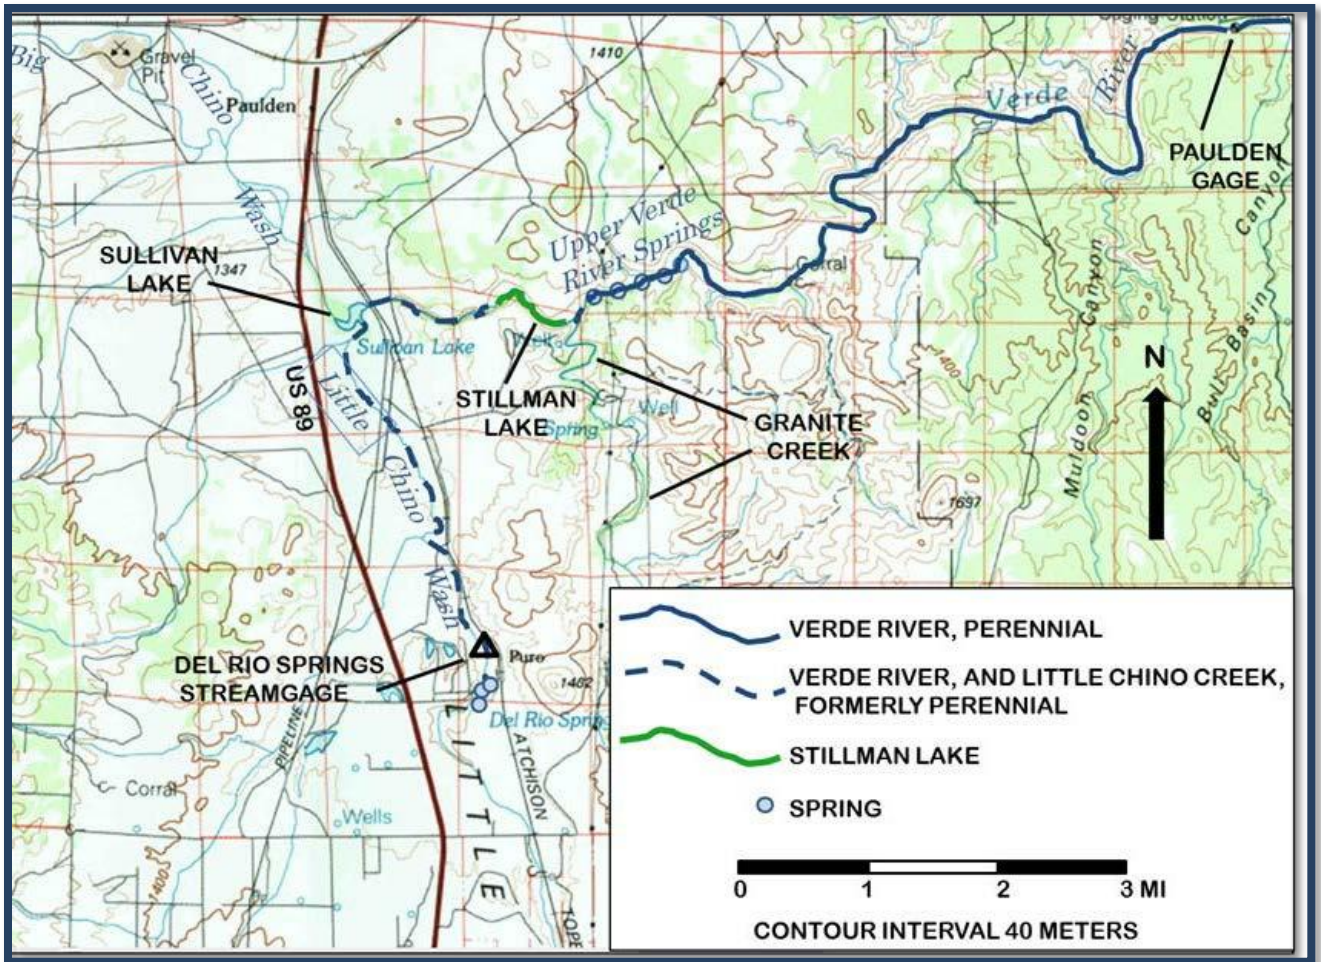 Gaging Station
1410
Big
Gravel
Pit
Chino
Paulden
Verde
River
PAULDEN
GAGE
Canyon
Wash
Upper Verde
River Springs
SULLIVAN
LAKE
1347
Corral
Muldoon Canyon
Bull Basin
Sullivan Lake
Well
1400
N
US 89
Little
STILLMAN
LAKE
Spring
Well
GRANITE
CREEK
Chino
1697
Wash
DEL RIO SPRINGS
STREAMGAGE
Puro
1482
Del Rio Spring
PIPELINE
LITTLE
ATCHISON
Corral
Wells
1400
TOPE
VERDE RIVER, PERENNIAL
VERDE RIVER, AND LITTLE CHINO CREEK,
FORMERLY PERENNIAL
STILLMAN LAKE
SPRING
0 1 2 3 MI
CONTOUR INTERVAL 40 METERS